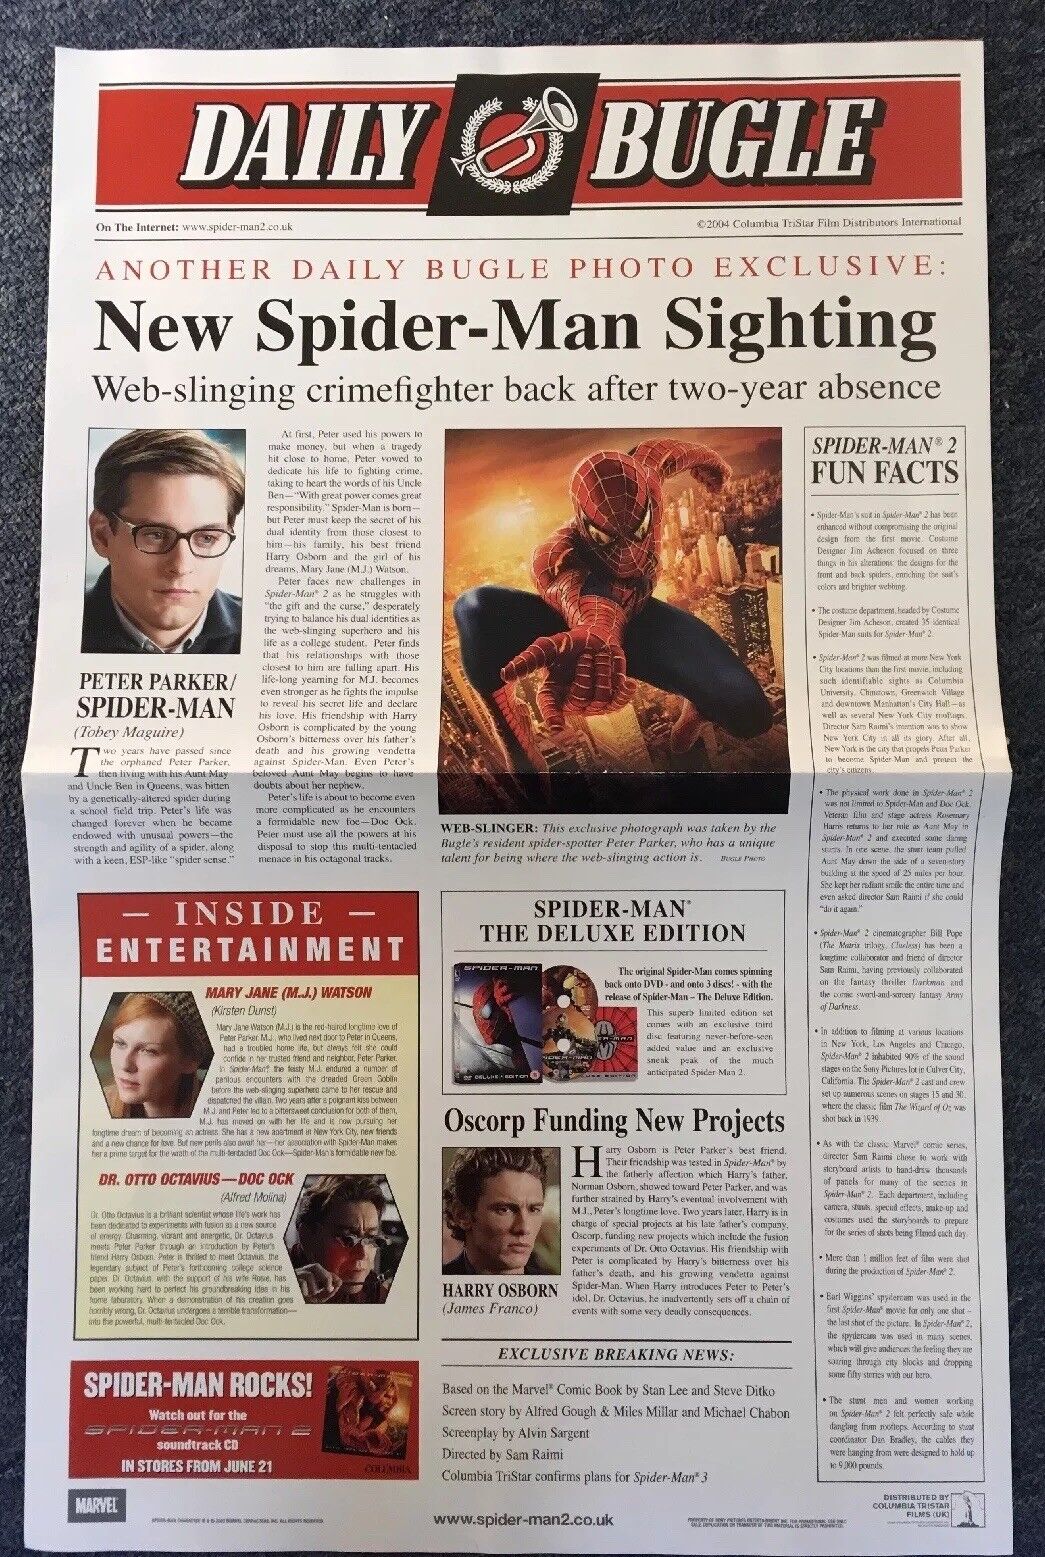 DAILY BUGLE
On The Internet: www.spider-man2.co.uk
©2004 Columbia TriStar Film Distributors International
ANOTHER DAILY BUGLE PHOTO EXCLUSIVE:
New Spider-Man Sighting
Web-slinging crimefighter back after two-year absence
PETER PARKER/
SPIDER-MAN
(Tobey Maguire)
Two years have passed since
the orphaned Peter Parker,
then living with his Aunt May
and Uncle Ben in Queens, was bitten
by a genetically-altered spider during
a school field trip. Peter's life was
changed forever when he became
endowed with unusual powers—the
strength and agility of a spider, along
with a keen, ESP-like "spider sense."
At first, Peter used his powers to
make money, but when a tragedy
hit close to home, Peter vowed to
dedicate his life to fighting crime,
taking to heart the words of his Uncle
Ben—"With great power comes great
responsibility." Spider-Man is born—
but Peter must keep the secret of his
dual identity from those closest to
him—his family, his best friend
Harry Osborn and the girl of his
dreams, Mary Jane (M.J.) Watson.
Peter faces new challenges in
Spider-Man® 2 as he struggles with
"the gift and the curse," desperately
trying to balance his dual identities as
the web-slinging superhero and his
life as a college student. Peter finds
that his relationships with those
closest to him are falling apart. His
life-long yearning for M.J. becomes
even stronger as he fights the impulse
to reveal his secret life and declare
his love. His friendship with Harry
Osborn is complicated by the young
Osborn's bitterness over his father's
death and his growing vendetta
against Spider-Man. Even Peter's
beloved Aunt May begins to have
doubts about her nephew.
Peter's life is about to become even
more complicated as he encounters
a formidable new foe—Doc Ock.
Peter must use all the powers at his
disposal to stop this multi-tentacled
menace in his octagonal tracks.
WEB-SLINGER: This exclusive photograph was taken by the
Bugle's resident spider-spotter Peter Parker, who has a unique
talent for being where the web-slinging action is. BUGLE PHOTO
SPIDER-MAN® 2
FUN FACTS
• Spider-Man's suit in Spider-Man® 2 has been
enhanced without compromising the original
design from the first movie. Costume
Designer Jim Acheson focused on three
things in his alterations: the designs for the
front and back spiders, enriching the suit's
colors and brighter webbing.
• The costume department, headed by Costume
Designer Jim Acheson, created 35 identical
Spider-Man suits for Spider-Man® 2.
• Spider-Man® 2 was filmed at more New York
City locations than the first movie, including
such identifiable sights as Columbia
University, Chinatown, Greenwich Village
and downtown Manhattan's City Hall—as
well as several New York City rooftops.
Director Sam Raimi's intention was to show
New York City in all its glory. After all,
New York is the city that propels Peter Parker
to become Spider-Man and protect the
city's citizens.
• The physical work done in Spider-Man® 2
was not limited to Spider-Man and Doc Ock.
Veteran film and stage actress Rosemary
Harris returns to her role as Aunt May in
Spider-Man® 2 and executed some daring
stunts. In one scene, the stunt team pulled
Aunt May down the side of a seven-story
building at the speed of 25 miles per hour.
She kept her radiant smile the entire time and
even asked director Sam Raimi if she could
"do it again."
• Spider-Man® 2 cinematographer Bill Pope
(The Matrix trilogy, Clueless) has been a
longtime collaborator and friend of director
Sam Raimi, having previously collaborated
on the fantasy thriller Darkman and
the comic sword-and-sorcery fantasy Army
of Darkness.
• In addition to filming at various locations
in New York, Los Angeles and Chicago,
Spider-Man® 2 inhabited 90% of the sound
stages on the Sony Pictures lot in Culver City,
California. The Spider-Man® 2 cast and crew
set up numerous scenes on stages 15 and 30,
where the classic film The Wizard of Oz was
shot back in 1939.
• As with the classic Marvel® comic series,
director Sam Raimi chose to work with
storyboard artists to hand-draw thousands
of panels for many of the scenes in
Spider-Man® 2. Each department, including
camera, stunts, special effects, make-up and
costumes used the storyboards to prepare
for the series of shots being filmed each day.
• More than 1 million feet of film were shot
during the production of Spider-Man® 2.
• Earl Wiggins' spydercam was used in the
first Spider-Man® movie for only one shot –
the last shot of the picture. In Spider-Man® 2,
the spydercam was used in many scenes,
which will give audiences the feeling they are
soaring through city blocks and dropping
some fifty stories with our hero.
• The stunt men and women working
on Spider-Man® 2 felt perfectly safe while
dangling from rooftops. According to stunt
coordinator Dan Bradley, the cables they
were hanging from were designed to hold up
to 9,000 pounds.
— INSIDE —
ENTERTAINMENT
MARY JANE (M.J.) WATSON
(Kirsten Dunst)
Mary Jane Watson (M.J.) is the red-haired longtime love of
Peter Parker. M.J., who lived next door to Peter in Queens,
had a troubled home life, but always felt she could
confide in her trusted friend and neighbor, Peter Parker.
In Spider-Man®, the feisty M.J. endured a number of
perilous encounters with the dreaded Green Goblin
before the web-slinging superhero came to her rescue and
dispatched the villain. Two years after a poignant kiss between
M.J. and Peter led to a bittersweet conclusion for both of them,
M.J. has moved on with her life and is now pursuing her
longtime dream of becoming an actress. She has a new apartment in New York City, new friends
and a new chance for love. But new perils also await her—her association with Spider-Man makes
her a prime target for the wrath of the multi-tentacled Doc Ock—Spider-Man's formidable new foe.
DR. OTTO OCTAVIUS—DOC OCK
(Alfred Molina)
Dr. Otto Octavius is a brilliant scientist whose life's work has
been dedicated to experiments with fusion as a new source
of energy. Charming, vibrant and energetic, Dr. Octavius
meets Peter Parker through an introduction by Peter's
friend Harry Osborn. Peter is thrilled to meet Octavius, the
legendary subject of Peter's forthcoming college science
paper. Dr. Octavius, with the support of his wife Rosie, has
been working hard to perfect his groundbreaking idea in his
home laboratory. When a demonstration of his creation goes
horribly wrong, Dr. Octavius undergoes a terrible transformation—
into the powerful, multi-tentacled Doc Ock.
SPIDER-MAN®
THE DELUXE EDITION
SPIDER-MAN
DELUXE EDITION
The original Spider-Man comes spinning
back onto DVD - and onto 3 discs! - with the
release of Spider-Man – The Deluxe Edition.
This superb limited edition set
comes with an exclusive third
disc featuring never-before-seen
added value and an exclusive
sneak peak of the much
anticipated Spider-Man 2.
Oscorp Funding New Projects
HARRY OSBORN
(James Franco)
Harry Osborn is Peter Parker's best friend.
Their friendship was tested in Spider-Man® by
the fatherly affection which Harry's father,
Norman Osborn, showed toward Peter Parker, and was
further strained by Harry's eventual involvement with
M.J., Peter's longtime love. Two years later, Harry is in
charge of special projects at his late father's company,
Oscorp, funding new projects which include the fusion
experiments of Dr. Otto Octavius. His friendship with
Peter is complicated by Harry's bitterness over his
father's death, and his growing vendetta against
Spider-Man. When Harry introduces Peter to Peter's
idol, Dr. Octavius, he inadvertently sets off a chain of
events with some very deadly consequences.
EXCLUSIVE BREAKING NEWS:
Based on the Marvel® Comic Book by Stan Lee and Steve Ditko
Screen story by Alfred Gough & Miles Millar and Michael Chabon
Screenplay by Alvin Sargent
Directed by Sam Raimi
Columbia TriStar confirms plans for Spider-Man® 3
SPIDER-MAN ROCKS!
Watch out for the
SPIDER-MAN 2
soundtrack CD
IN STORES FROM JUNE 21
COLUMBIA
MARVEL
www.spider-man2.co.uk
DISTRIBUTED BY
COLUMBIA TRISTAR
FILMS (UK)